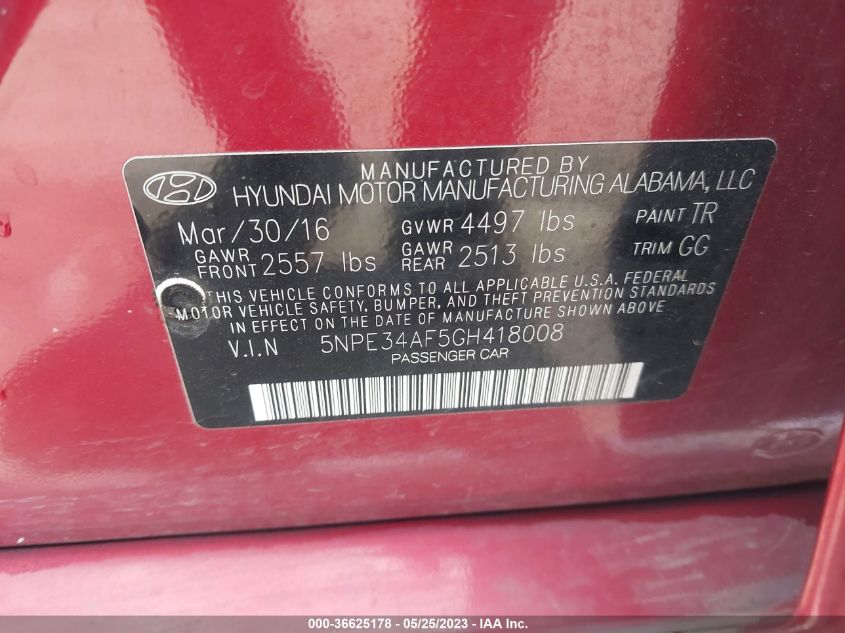 MANUFACTURED BY
HYUNDAI MOTOR MANUFACTURING ALABAMA, LLC
Mar/30/16 GVWR 4497 lbs PAINT TR
GAWR FRONT 2557 lbs GAWR REAR 2513 lbs TRIM GG
THIS VEHICLE CONFORMS TO ALL APPLICABLE U.S.A. FEDERAL
MOTOR VEHICLE SAFETY, BUMPER, AND THEFT PREVENTION STANDARDS
IN EFFECT ON THE DATE OF MANUFACTURE SHOWN ABOVE.
V.I.N 5NPE34AF5GH418008
PASSENGER CAR
000-36625178 - 05/25/2023 - Copyright © 2023 IAA, Inc.